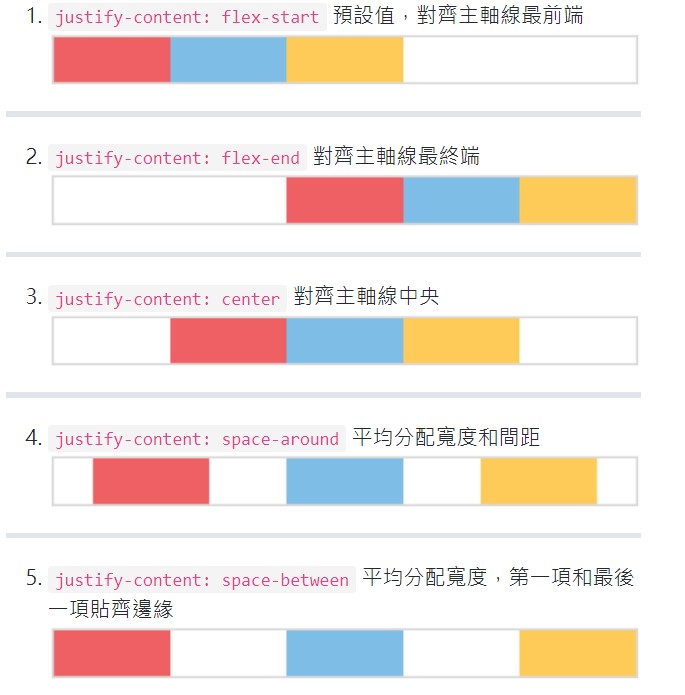 1. justify-content: flex-start 預設值，對齊主軸線最前端
2. justify-content: flex-end 對齊主軸線最終端
3. justify-content: center 對齊主軸線中央
4. justify-content: space-around 平均分配寬度和間距
5. justify-content: space-between 平均分配寬度，第一項和最後
一項貼齊邊緣